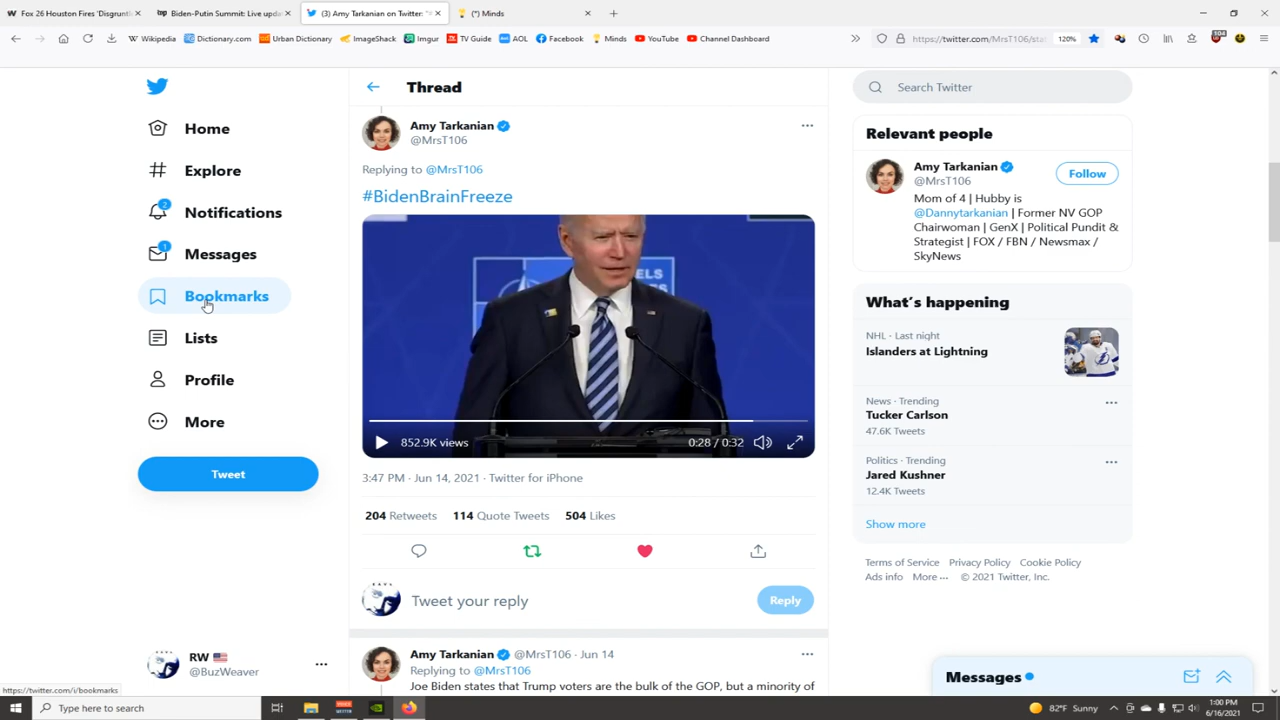 Fox 26 Houston Fires 'Disgruntl
Biden-Putin Summit: Live upda
(3) Amy Tarkanian on Twitter: "
(*) Minds
Wikipedia
Dictionary.com
Urban Dictionary
ImageShack
Imgur
TV Guide
AOL
Facebook
Minds
YouTube
Channel Dashboard
https://twitter.com/MrsT106/sta
120%
Home
Explore
2
Notifications
1
Messages
Bookmarks
Lists
Profile
More
Tweet
RW
@BuzWeaver
https://twitter.com/i/bookmarks
Thread
Amy Tarkanian
@MrsT106
Replying to @MrsT106
#BidenBrainFreeze
ELS
852.9K views
0:28 / 0:32
3:47 PM · Jun 14, 2021 · Twitter for iPhone
204 Retweets 114 Quote Tweets 504 Likes
Tweet your reply
Reply
Amy Tarkanian @MrsT106 · Jun 14
Replying to @MrsT106
Joe Biden states that Trump voters are the bulk of the GOP, but a minority of
Search Twitter
Relevant people
Amy Tarkanian
@MrsT106
Follow
Mom of 4 | Hubby is
@Dannytarkanian | Former NV GOP
Chairwoman | GenX | Political Pundit &
Strategist | FOX / FBN / Newsmax /
SkyNews
What's happening
NHL · Last night
Islanders at Lightning
News · Trending
Tucker Carlson
47.6K Tweets
Politics · Trending
Jared Kushner
12.4K Tweets
Show more
Terms of Service Privacy Policy Cookie Policy
Ads info More ··· © 2021 Twitter, Inc.
Messages
Type here to search
82°F Sunny
1:00 PM
6/16/2021